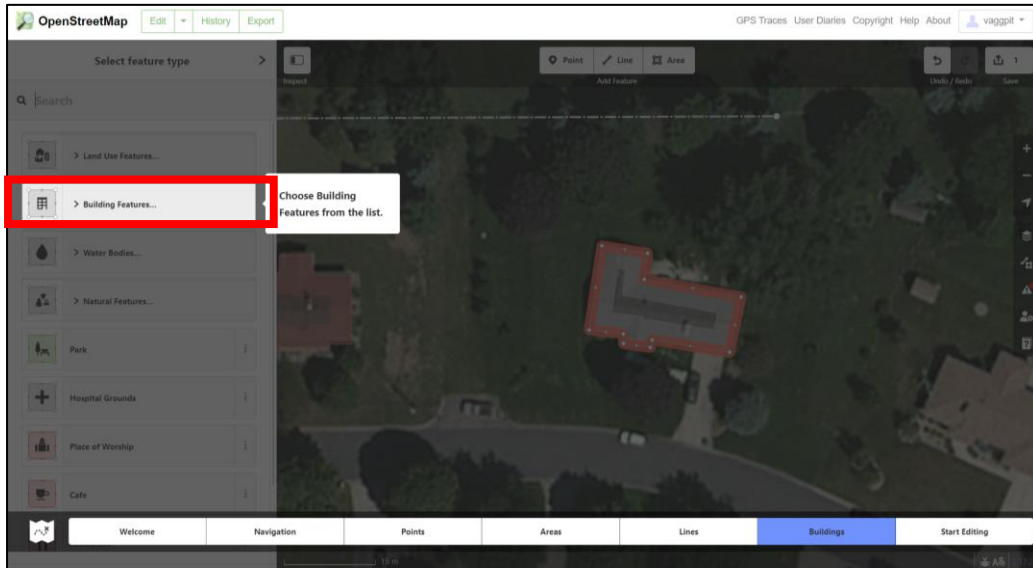 OpenStreetMap Edit History Export GPS Traces User Diaries Copyright Help About vaggpit
Select feature type
Inspect
Point Line Area
Add Feature
Undo / Redo
1
Save
Search
> Land Use Features...
> Building Features...
Choose Building
Features from the list.
> Water Bodies...
> Natural Features...
Park
Hospital Grounds
Place of Worship
Cafe
Welcome Navigation Points Areas Lines Buildings Start Editing
15 m